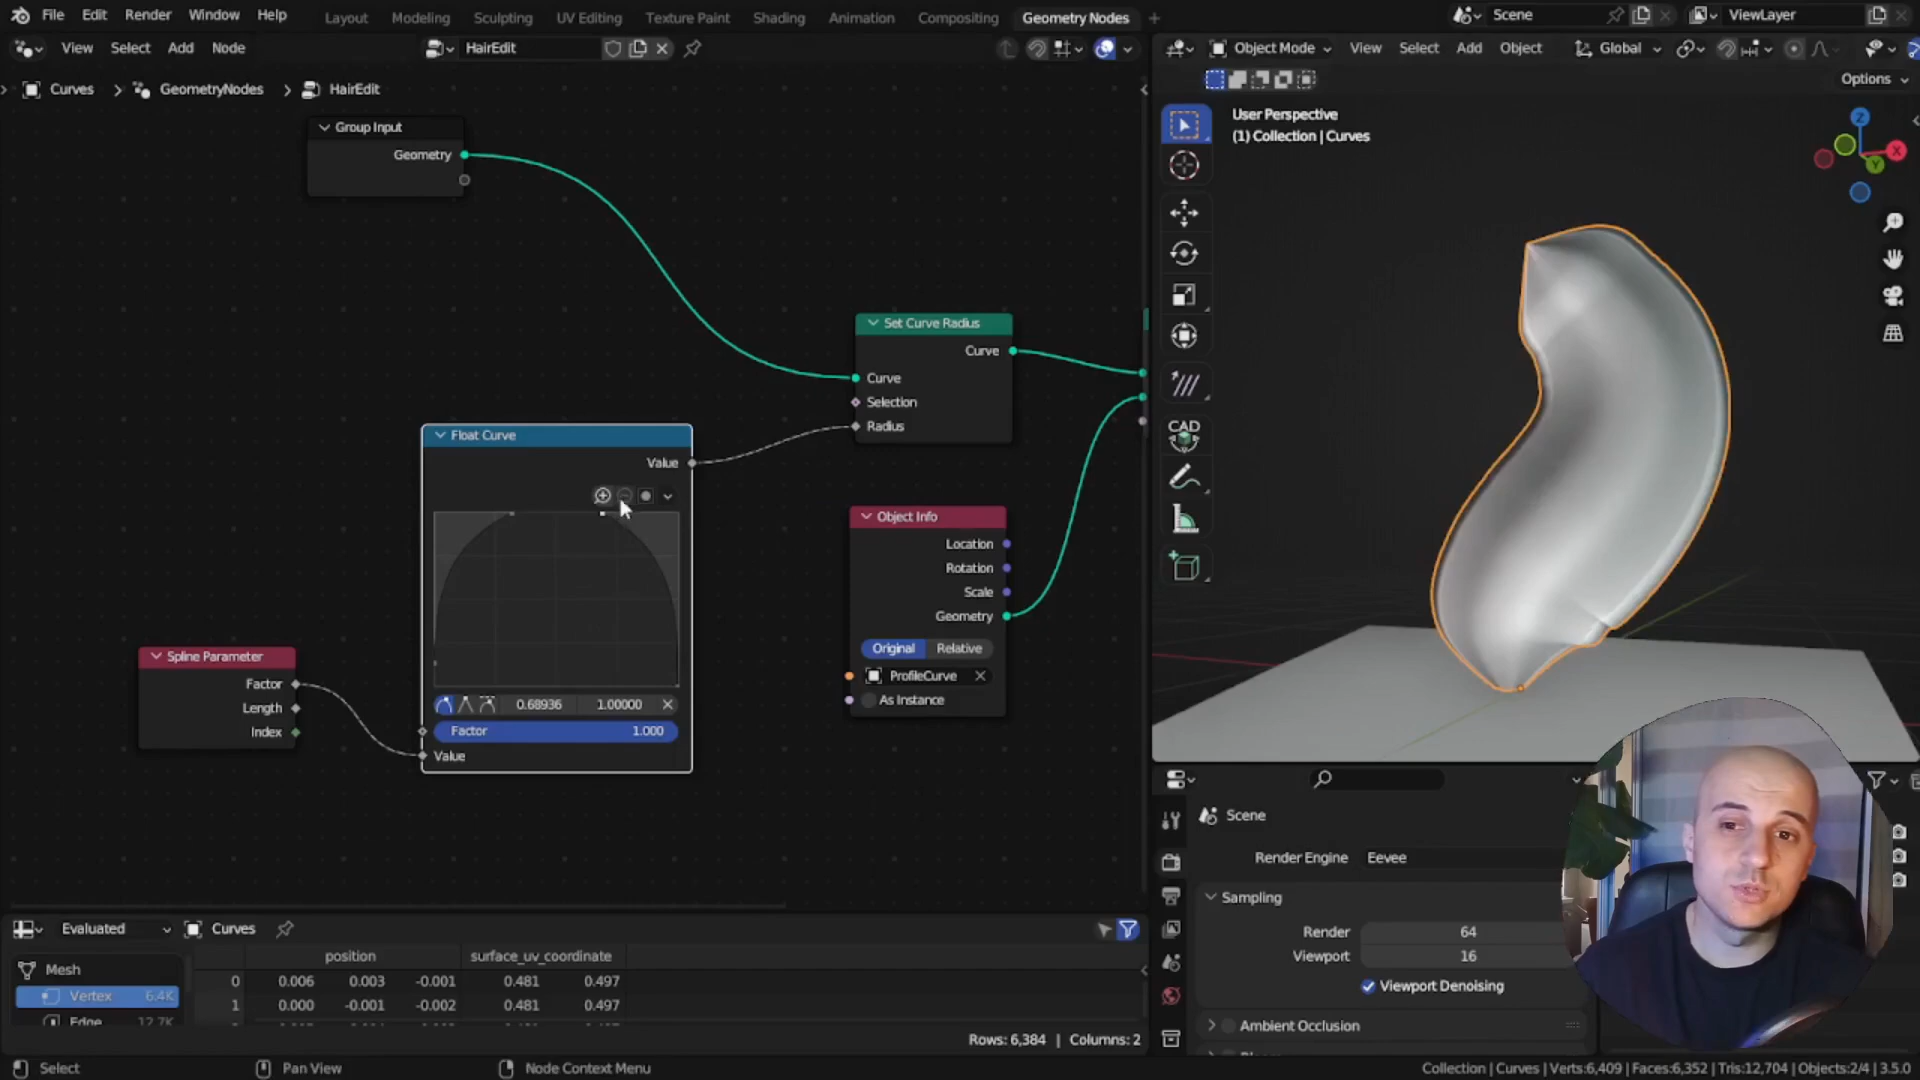 File Edit Render Window Help Layout Modeling Sculpting UV Editing Texture Paint Shading Animation Compositing Geometry Nodes + Scene ViewLayer
View Select Add Node HairEdit Object Mode View Select Add Object Global
Options
Curves > GeometryNodes > HairEdit
Group Input
Geometry
User Perspective
(1) Collection | Curves
Z
X
Y
Set Curve Radius
Curve
Curve
Selection
Radius
Float Curve
Value
0.68936 1.00000
Factor 1.000
Value
Spline Parameter
Factor
Length
Index
Object Info
Location
Rotation
Scale
Geometry
Original Relative
ProfileCurve
As Instance
CAD
Scene
Render Engine Eevee
Sampling
Render 64
Viewport 16
Viewport Denoising
Ambient Occlusion
Evaluated Curves
position surface_uv_coordinate
Mesh
Vertex 6.4K
Edge 12.7K
0 0.006 0.003 -0.001 0.481 0.497
1 0.000 -0.001 -0.002 0.481 0.497
Rows: 6,384 | Columns: 2
Select Pan View Node Context Menu
Collection | Curves | Verts:6,409 | Faces:6,352 | Tris:12,704 | Objects:2/4 | 3.5.0